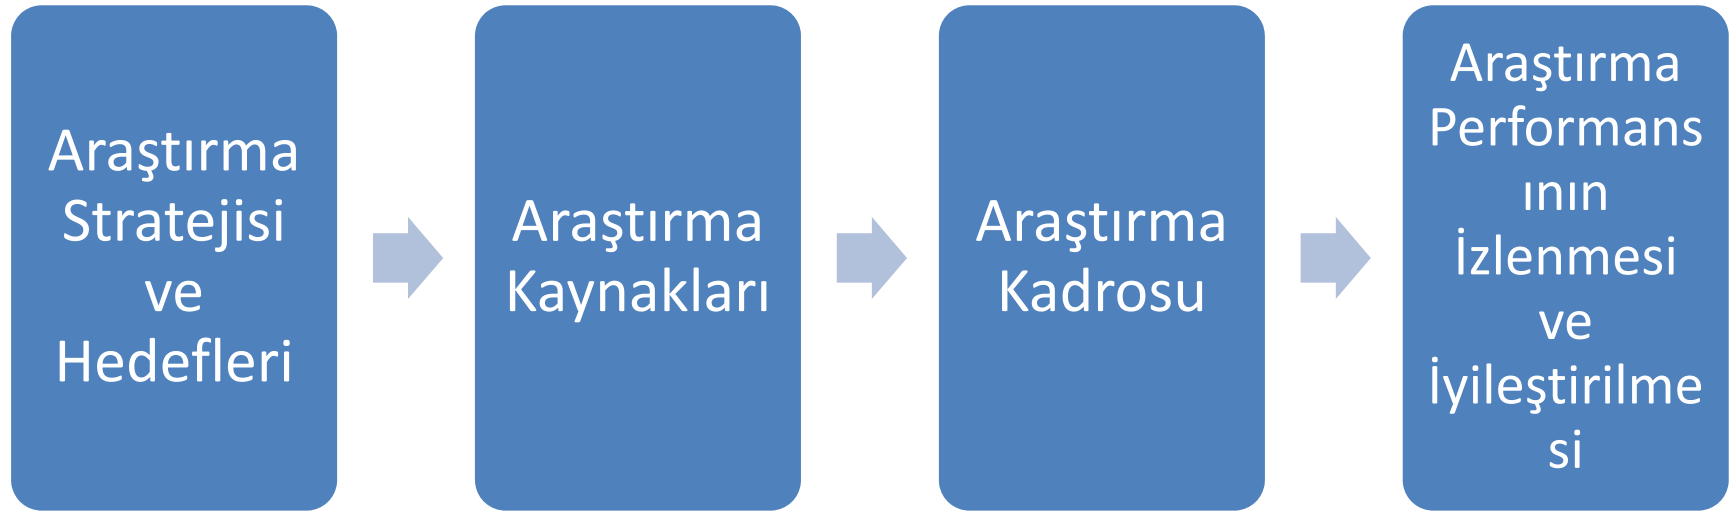 Araştırma
Stratejisi
ve
Hedefleri
Araştırma
Kaynakları
Araştırma
Kadrosu
Araştırma
Performans
ının
İzlenmesi
ve
İyileştirilme
si